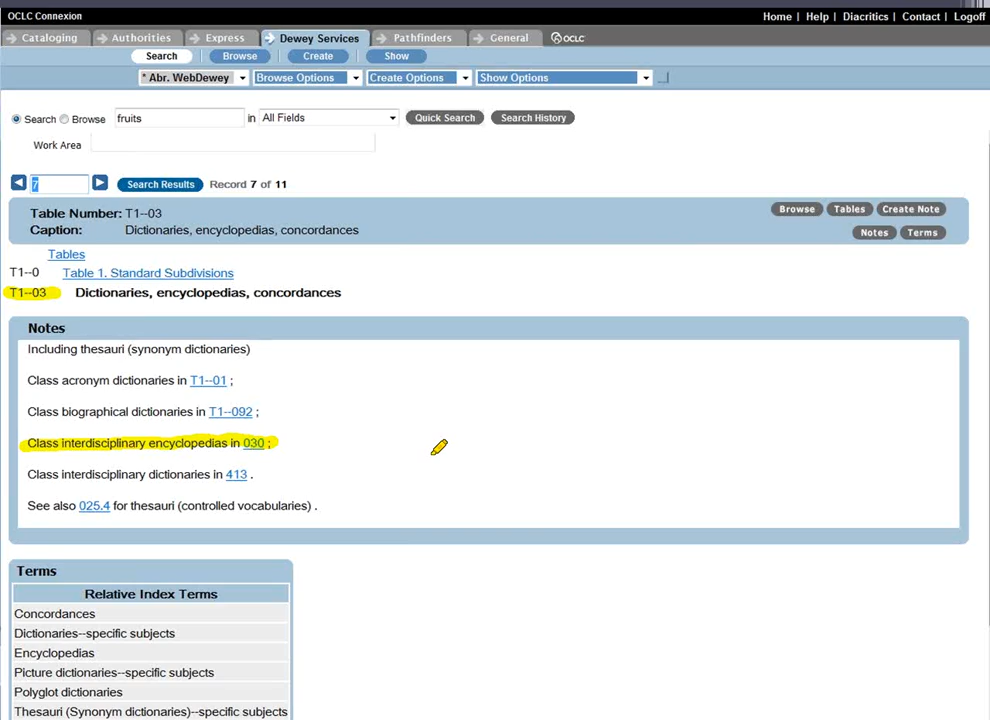 OCLC Connexion
Home | Help | Diacritics | Contact | Logoff
Cataloging Authorities Express Dewey Services Pathfinders General OCLC
Search | Browse | Create | Show
* Abr. WebDewey Browse Options Create Options Show Options
Search Browse fruits in All Fields Quick Search Search History
Work Area
7 Search Results Record 7 of 11
Table Number: T1--03 Browse Tables Create Note
Caption: Dictionaries, encyclopedias, concordances Notes Terms
Tables
T1--0 Table 1. Standard Subdivisions
T1--03 Dictionaries, encyclopedias, concordances
Notes
Including thesauri (synonym dictionaries)
Class acronym dictionaries in T1--01 ;
Class biographical dictionaries in T1--092 ;
Class interdisciplinary encyclopedias in 030 ;
Class interdisciplinary dictionaries in 413 .
See also 025.4 for thesauri (controlled vocabularies) .
Terms
Relative Index Terms
Concordances
Dictionaries--specific subjects
Encyclopedias
Picture dictionaries--specific subjects
Polyglot dictionaries
Thesauri (Synonym dictionaries)--specific subjects